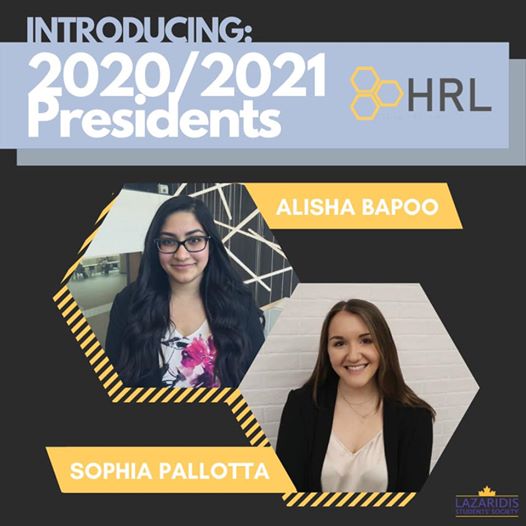 INTRODUCING:
2020/2021
Presidents
HRL
ALISHA BAPOO
SOPHIA PALLOTTA
LAZARIDIS
STUDENTS' SOCIETY